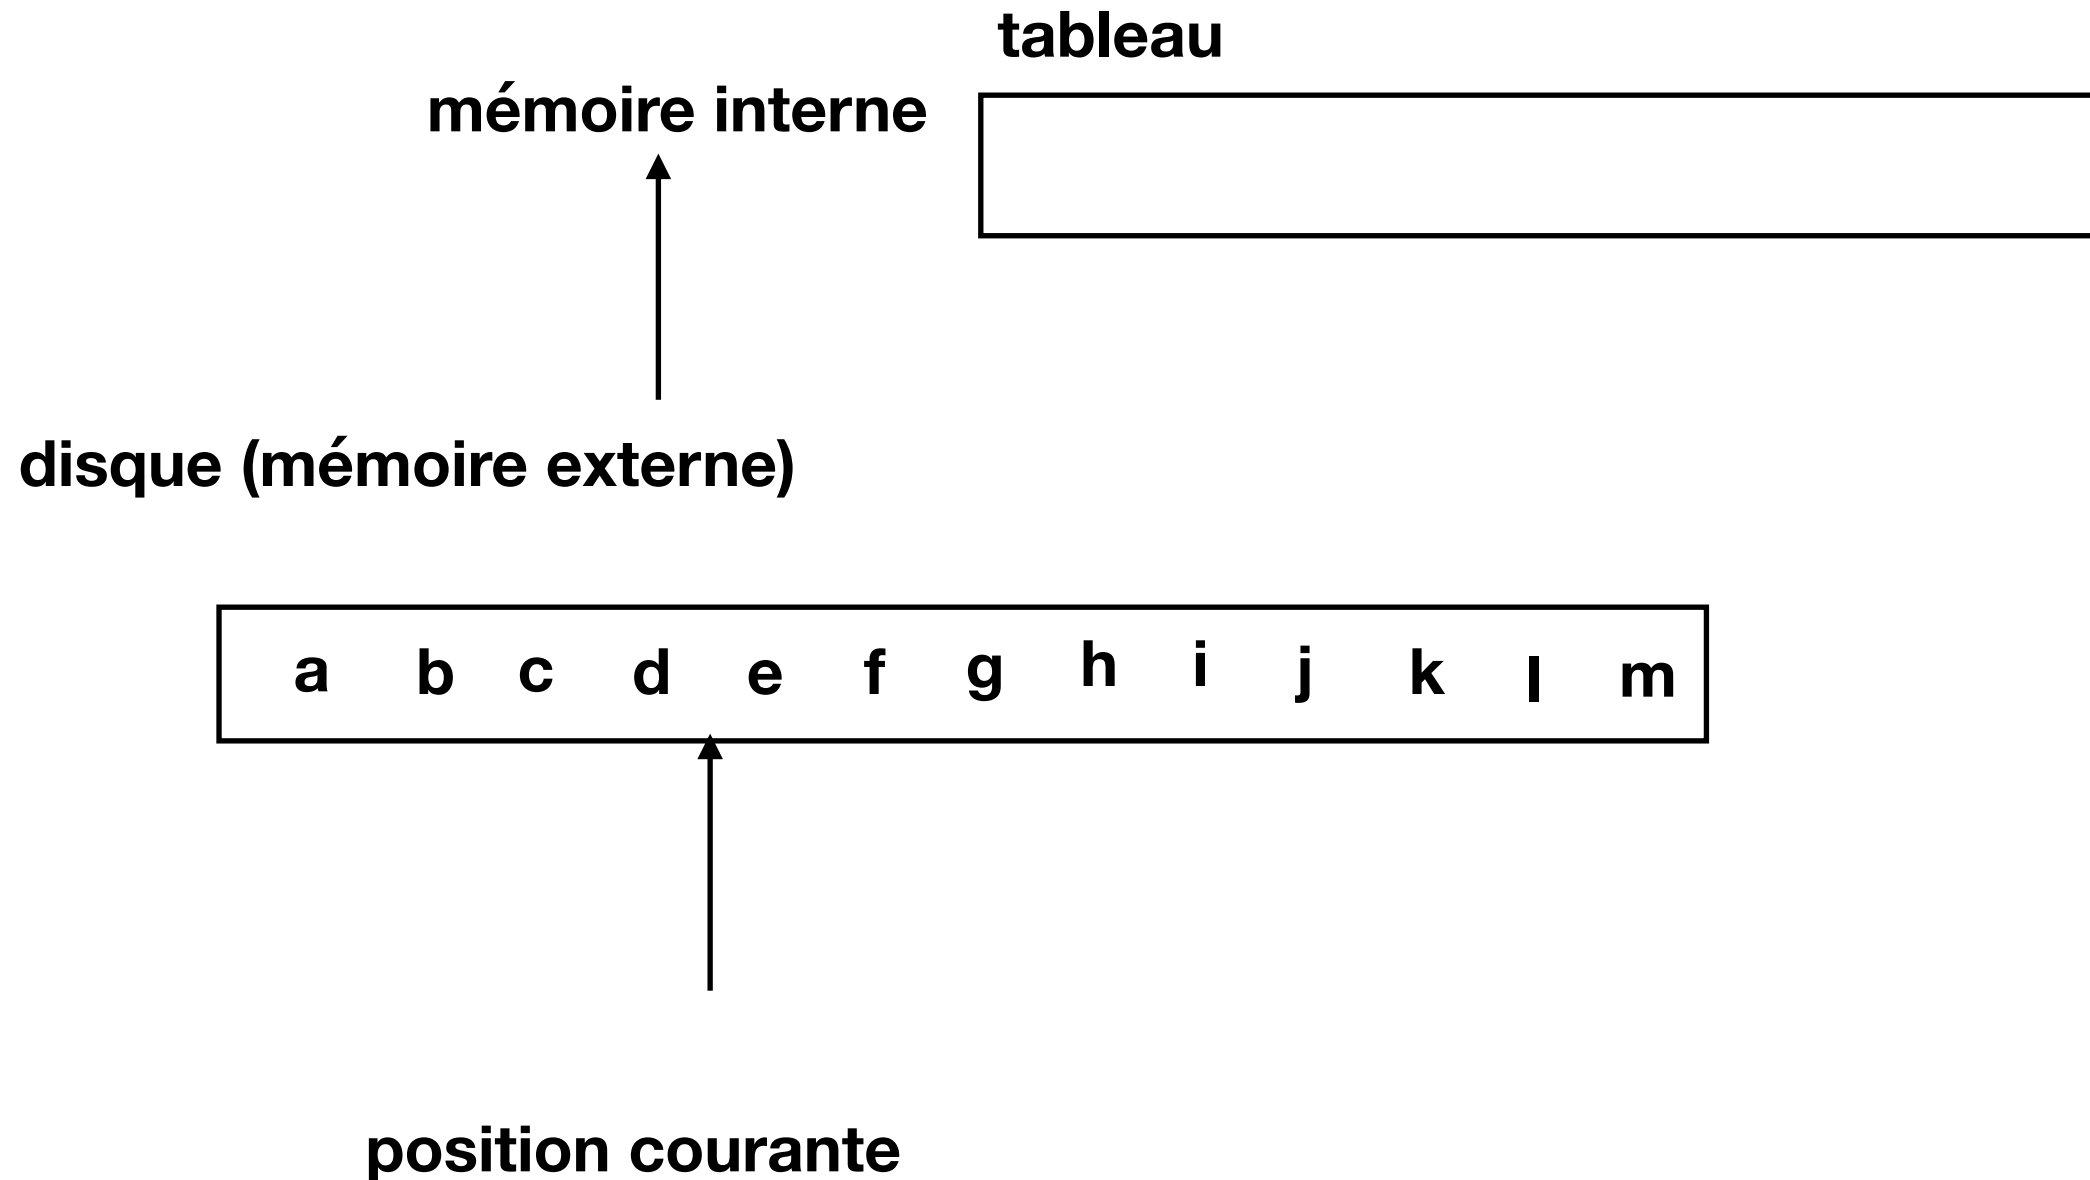 tableau
mémoire interne
disque (mémoire externe)
a b c d e f g h i j k l m
position courante